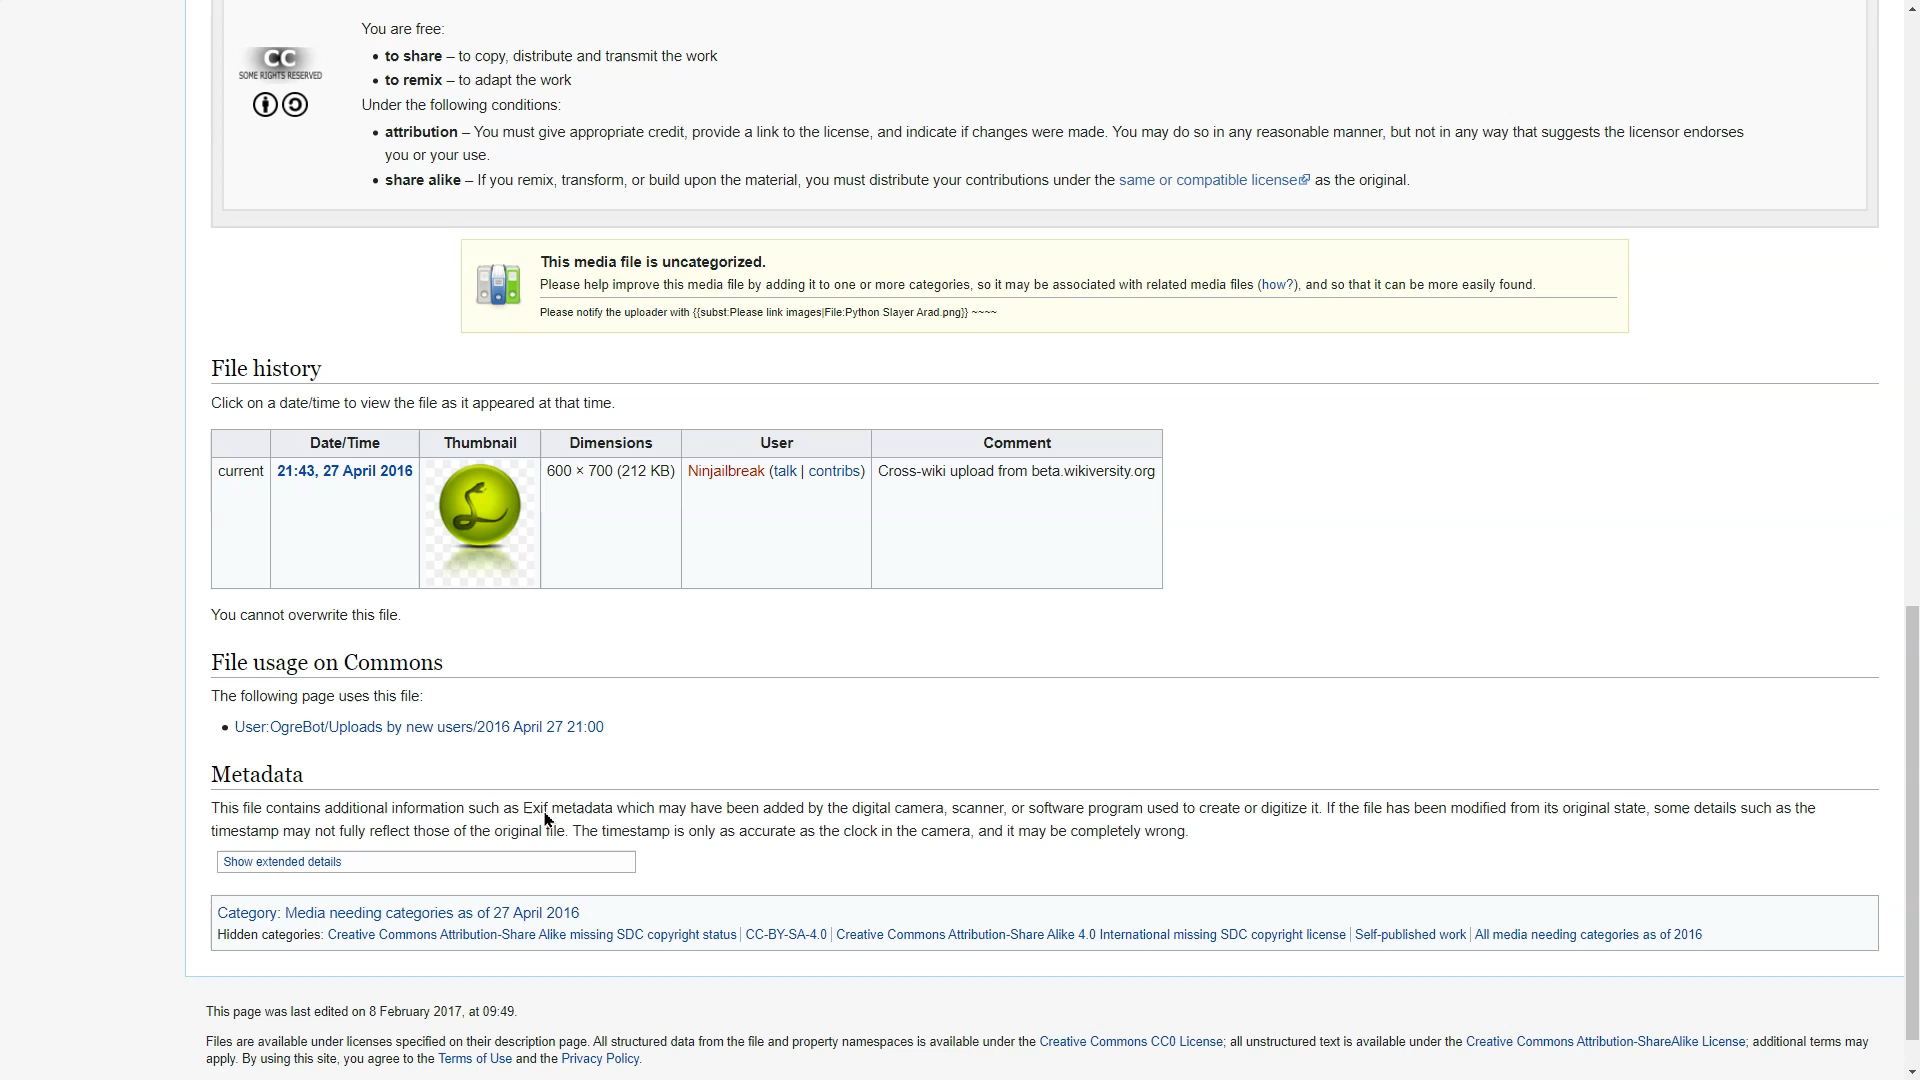 You are free:
• to share – to copy, distribute and transmit the work
• to remix – to adapt the work
CC
SOME RIGHTS RESERVED
Under the following conditions:
• attribution – You must give appropriate credit, provide a link to the license, and indicate if changes were made. You may do so in any reasonable manner, but not in any way that suggests the licensor endorses
you or your use.
• share alike – If you remix, transform, or build upon the material, you must distribute your contributions under the same or compatible license as the original.
This media file is uncategorized.
Please help improve this media file by adding it to one or more categories, so it may be associated with related media files (how?), and so that it can be more easily found.
Please notify the uploader with {{subst:Please link images|File:Python Slayer Arad.png}} ~~~~
File history
Click on a date/time to view the file as it appeared at that time.
Date/Time Thumbnail Dimensions User Comment
current 21:43, 27 April 2016 600 × 700 (212 KB) Ninjailbreak (talk | contribs) Cross-wiki upload from beta.wikiversity.org
You cannot overwrite this file.
File usage on Commons
The following page uses this file:
• User:OgreBot/Uploads by new users/2016 April 27 21:00
Metadata
This file contains additional information such as Exif metadata which may have been added by the digital camera, scanner, or software program used to create or digitize it. If the file has been modified from its original state, some details such as the
timestamp may not fully reflect those of the original file. The timestamp is only as accurate as the clock in the camera, and it may be completely wrong.
Show extended details
Category: Media needing categories as of 27 April 2016
Hidden categories: Creative Commons Attribution-Share Alike missing SDC copyright status | CC-BY-SA-4.0 | Creative Commons Attribution-Share Alike 4.0 International missing SDC copyright license | Self-published work | All media needing categories as of 2016
This page was last edited on 8 February 2017, at 09:49.
Files are available under licenses specified on their description page. All structured data from the file and property namespaces is available under the Creative Commons CC0 License; all unstructured text is available under the Creative Commons Attribution-ShareAlike License; additional terms may
apply. By using this site, you agree to the Terms of Use and the Privacy Policy.